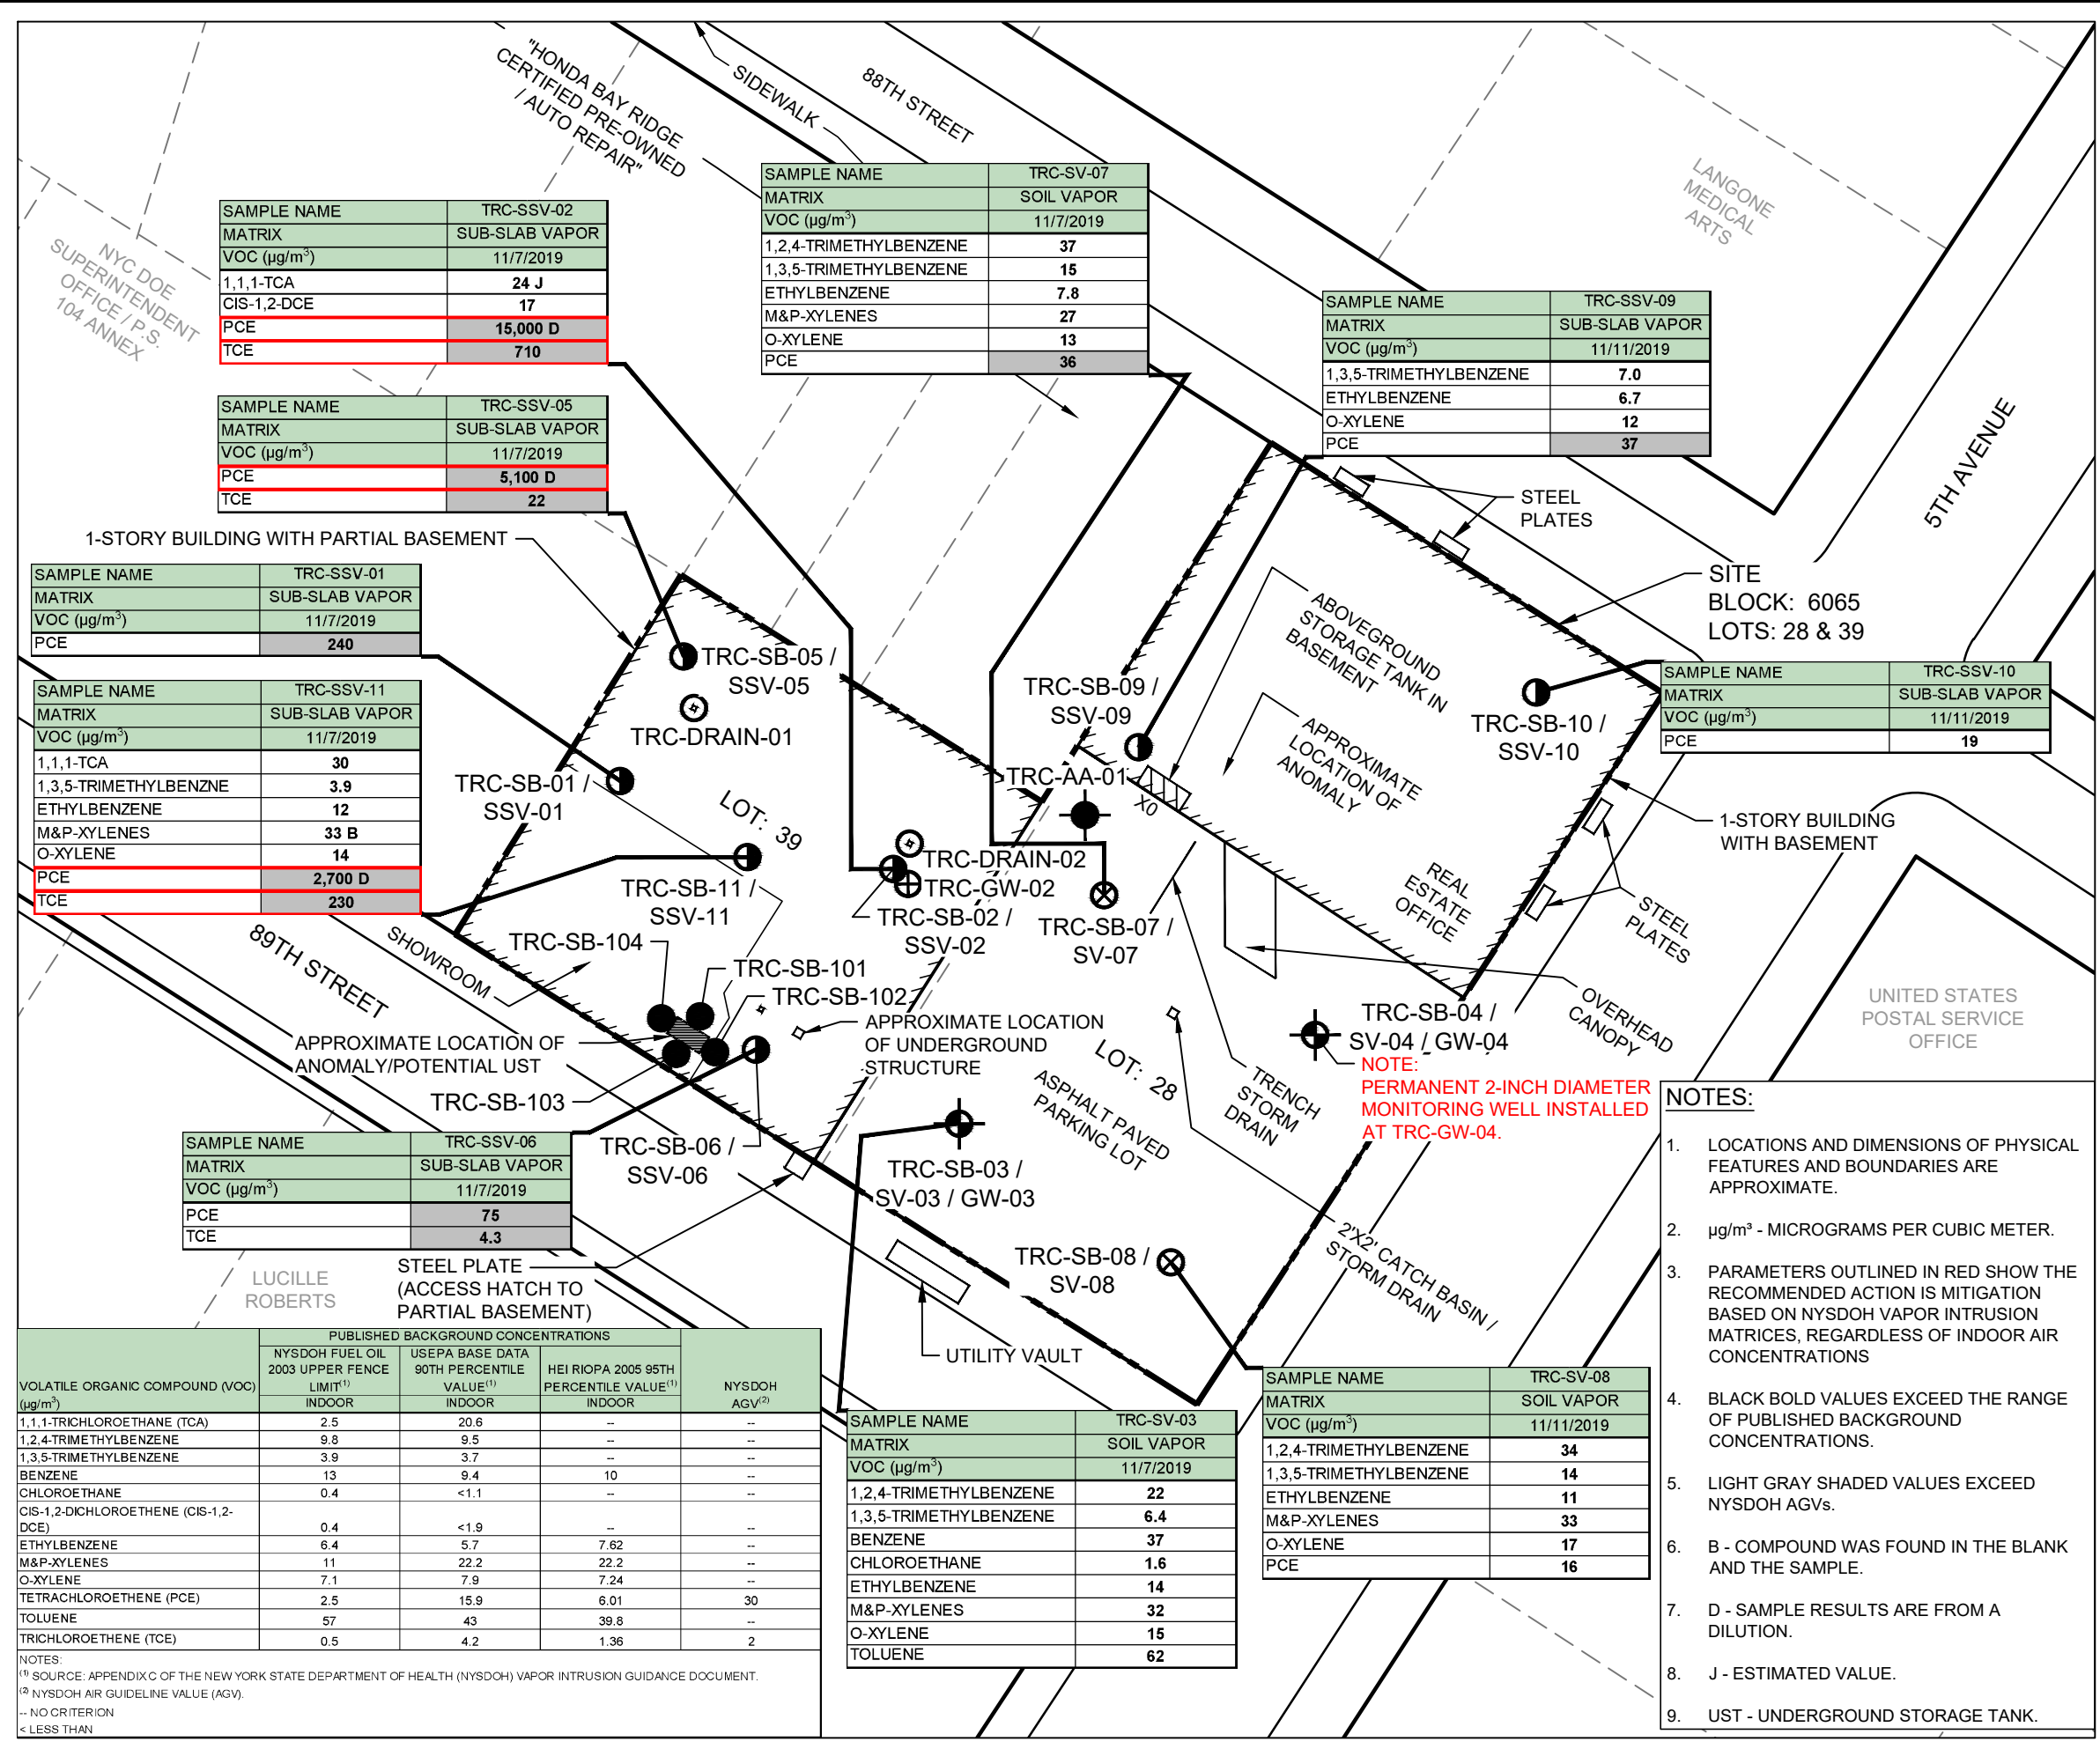 "HONDA BAY RIDGE
CERTIFIED PRE-OWNED
/ AUTO REPAIR"
SIDEWALK
88TH STREET
LANGONE
MEDICAL
ARTS
NYC DOE
SUPERINTENDENT
OFFICE / P.S.
104 ANNEX
SAMPLE NAME TRC-SSV-02
MATRIX SUB-SLAB VAPOR
VOC (µg/m³) 11/7/2019
1,1,1-TCA 24 J
CIS-1,2-DCE 17
PCE 15,000 D
TCE 710
SAMPLE NAME TRC-SV-07
MATRIX SOIL VAPOR
VOC (µg/m³) 11/7/2019
1,2,4-TRIMETHYLBENZENE 37
1,3,5-TRIMETHYLBENZENE 15
ETHYLBENZENE 7.8
M&P-XYLENES 27
O-XYLENE 13
PCE 36
SAMPLE NAME TRC-SSV-09
MATRIX SUB-SLAB VAPOR
VOC (µg/m³) 11/11/2019
1,3,5-TRIMETHYLBENZENE 7.0
ETHYLBENZENE 6.7
O-XYLENE 12
PCE 37
SAMPLE NAME TRC-SSV-05
MATRIX SUB-SLAB VAPOR
VOC (µg/m³) 11/7/2019
PCE 5,100 D
TCE 22
5TH AVENUE
STEEL
PLATES
1-STORY BUILDING WITH PARTIAL BASEMENT
SAMPLE NAME TRC-SSV-01
MATRIX SUB-SLAB VAPOR
VOC (µg/m³) 11/7/2019
PCE 240
SITE
BLOCK: 6065
LOTS: 28 & 39
ABOVEGROUND
STORAGE TANK IN
BASEMENT
APPROXIMATE
LOCATION OF
ANOMALY
TRC-SB-05 /
SSV-05
TRC-DRAIN-01
TRC-SB-09 /
SSV-09
TRC-SB-10 /
SSV-10
SAMPLE NAME TRC-SSV-10
MATRIX SUB-SLAB VAPOR
VOC (µg/m³) 11/11/2019
PCE 19
SAMPLE NAME TRC-SSV-11
MATRIX SUB-SLAB VAPOR
VOC (µg/m³) 11/7/2019
1,1,1-TCA 30
1,3,5-TRIMETHYLBENZNE 3.9
ETHYLBENZENE 12
M&P-XYLENES 33 B
O-XYLENE 14
PCE 2,700 D
TCE 230
TRC-SB-01 /
SSV-01
LOT: 39
TRC-AA-01
X0
1-STORY BUILDING
WITH BASEMENT
TRC-DRAIN-02
TRC-GW-02
TRC-SB-02 /
SSV-02
TRC-SB-11 /
SSV-11
TRC-SB-07 /
SV-07
REAL
ESTATE
OFFICE
STEEL
PLATES
89TH STREET
SHOWROOM
TRC-SB-104
TRC-SB-101
TRC-SB-102
APPROXIMATE LOCATION
OF UNDERGROUND
STRUCTURE
APPROXIMATE LOCATION OF
ANOMALY/POTENTIAL UST
TRC-SB-103
OVERHEAD
CANOPY
UNITED STATES
POSTAL SERVICE
OFFICE
TRC-SB-04 /
SV-04 / GW-04
NOTE:
PERMANENT 2-INCH DIAMETER
MONITORING WELL INSTALLED
AT TRC-GW-04.
LOT: 28
ASPHALT PAVED
PARKING LOT
TRENCH
STORM
DRAIN
SAMPLE NAME TRC-SSV-06
MATRIX SUB-SLAB VAPOR
VOC (µg/m³) 11/7/2019
PCE 75
TCE 4.3
TRC-SB-06 /
SSV-06
TRC-SB-03 /
SV-03 / GW-03
2'X2' CATCH BASIN /
STORM DRAIN
TRC-SB-08 /
SV-08
LUCILLE
ROBERTS
STEEL PLATE
(ACCESS HATCH TO
PARTIAL BASEMENT)
UTILITY VAULT
PUBLISHED BACKGROUND CONCENTRATIONS
VOLATILE ORGANIC COMPOUND (VOC)
(µg/m³)
NYSDOH FUEL OIL
2003 UPPER FENCE
LIMIT⁽¹⁾
INDOOR
USEPA BASE DATA
90TH PERCENTILE
VALUE⁽¹⁾
INDOOR
HEI RIOPA 2005 95TH
PERCENTILE VALUE⁽¹⁾
INDOOR
NYSDOH
AGV⁽²⁾
1,1,1-TRICHLOROETHANE (TCA) 2.5 20.6 -- --
1,2,4-TRIMETHYLBENZENE 9.8 9.5 -- --
1,3,5-TRIMETHYLBENZENE 3.9 3.7 -- --
BENZENE 13 9.4 10 --
CHLOROETHANE 0.4 <1.1 -- --
CIS-1,2-DICHLOROETHENE (CIS-1,2-
DCE) 0.4 <1.9 -- --
ETHYLBENZENE 6.4 5.7 7.62 --
M&P-XYLENES 11 22.2 22.2 --
O-XYLENE 7.1 7.9 7.24 --
TETRACHLOROETHENE (PCE) 2.5 15.9 6.01 30
TOLUENE 57 43 39.8 --
TRICHLOROETHENE (TCE) 0.5 4.2 1.36 2
NOTES:
⁽¹⁾ SOURCE: APPENDIX C OF THE NEW YORK STATE DEPARTMENT OF HEALTH (NYSDOH) VAPOR INTRUSION GUIDANCE DOCUMENT.
⁽²⁾ NYSDOH AIR GUIDELINE VALUE (AGV).
-- NO CRITERION
< LESS THAN
SAMPLE NAME TRC-SV-03
MATRIX SOIL VAPOR
VOC (µg/m³) 11/7/2019
1,2,4-TRIMETHYLBENZENE 22
1,3,5-TRIMETHYLBENZENE 6.4
BENZENE 37
CHLOROETHANE 1.6
ETHYLBENZENE 14
M&P-XYLENES 32
O-XYLENE 15
TOLUENE 62
SAMPLE NAME TRC-SV-08
MATRIX SOIL VAPOR
VOC (µg/m³) 11/11/2019
1,2,4-TRIMETHYLBENZENE 34
1,3,5-TRIMETHYLBENZENE 14
ETHYLBENZENE 11
M&P-XYLENES 33
O-XYLENE 17
PCE 16
NOTES:
1. LOCATIONS AND DIMENSIONS OF PHYSICAL
FEATURES AND BOUNDARIES ARE
APPROXIMATE.
2. µg/m³ - MICROGRAMS PER CUBIC METER.
3. PARAMETERS OUTLINED IN RED SHOW THE
RECOMMENDED ACTION IS MITIGATION
BASED ON NYSDOH VAPOR INTRUSION
MATRICES, REGARDLESS OF INDOOR AIR
CONCENTRATIONS
4. BLACK BOLD VALUES EXCEED THE RANGE
OF PUBLISHED BACKGROUND
CONCENTRATIONS.
5. LIGHT GRAY SHADED VALUES EXCEED
NYSDOH AGVs.
6. B - COMPOUND WAS FOUND IN THE BLANK
AND THE SAMPLE.
7. D - SAMPLE RESULTS ARE FROM A
DILUTION.
8. J - ESTIMATED VALUE.
9. UST - UNDERGROUND STORAGE TANK.